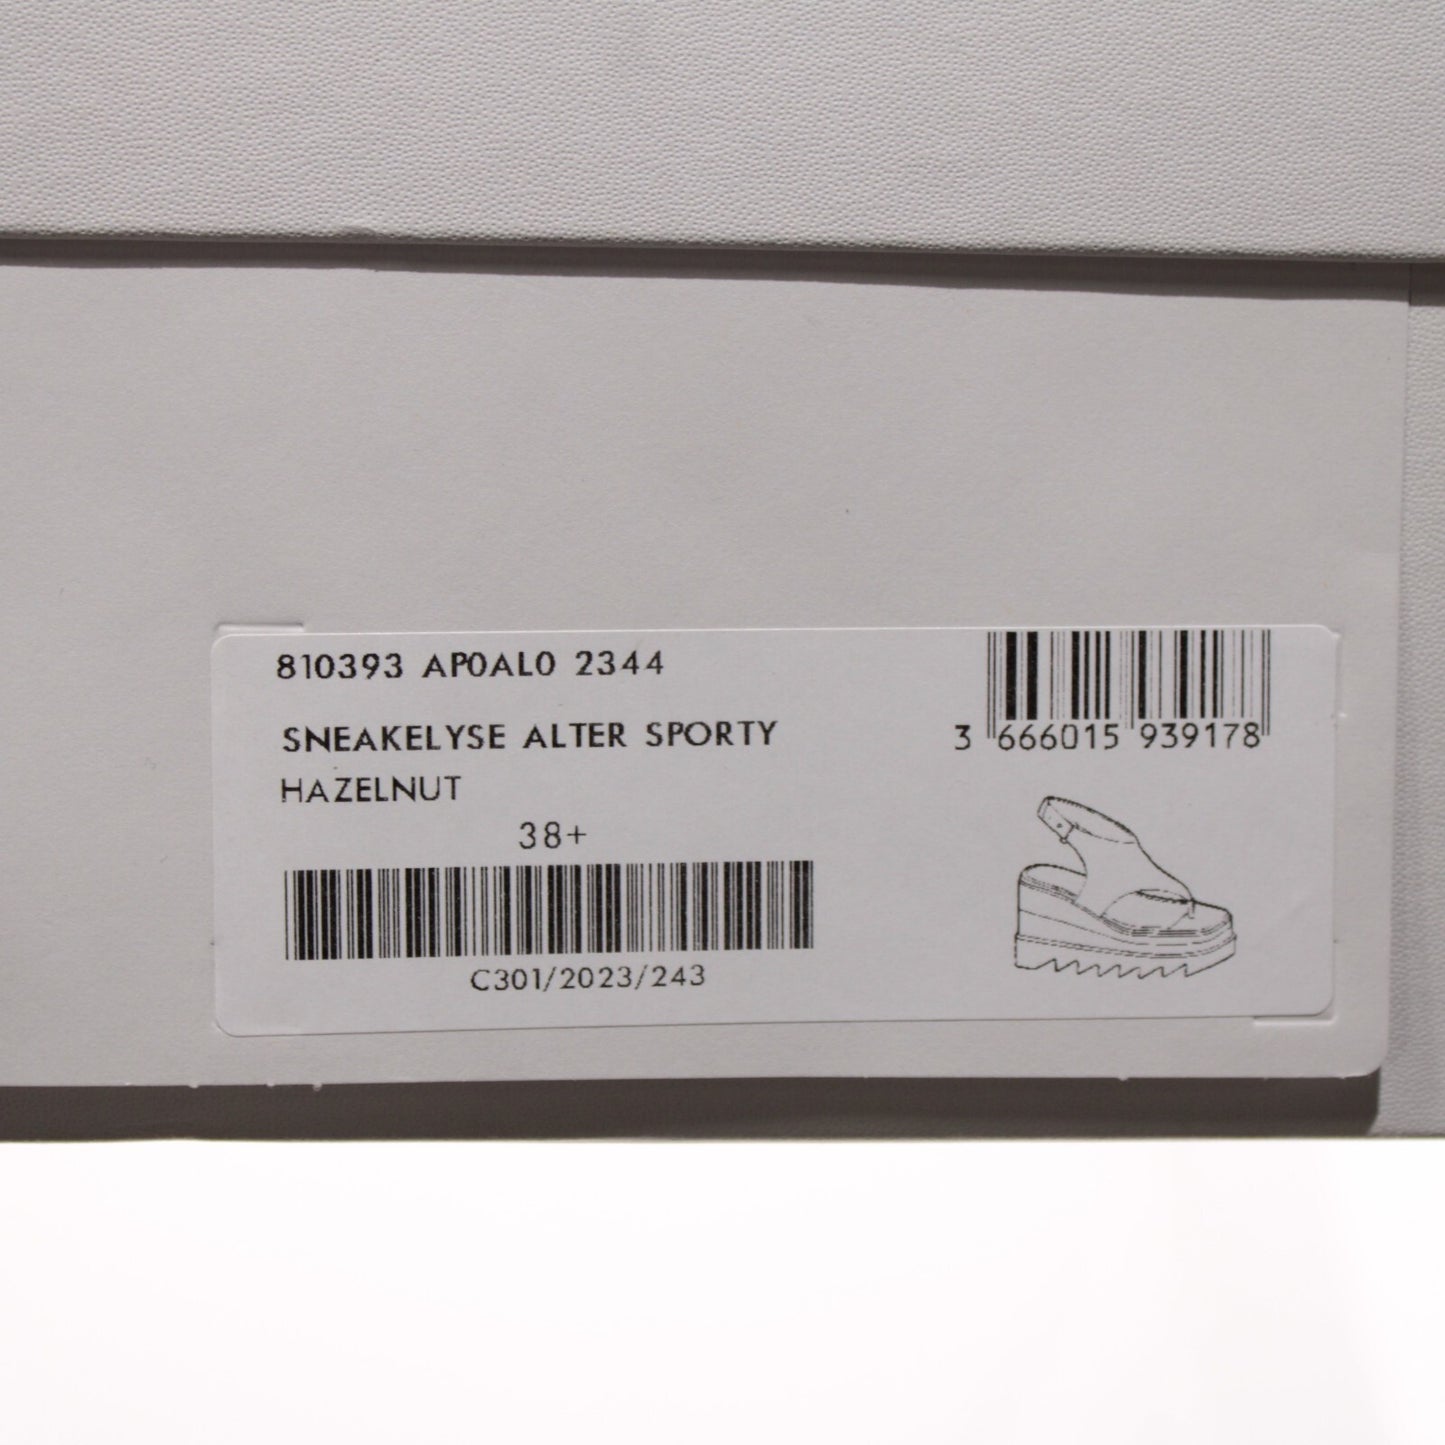 810393 AP0AL0 2344
SNEAKELYSE ALTER SPORTY
HAZELNUT
38+
C301/2023/243
3 666015 939178